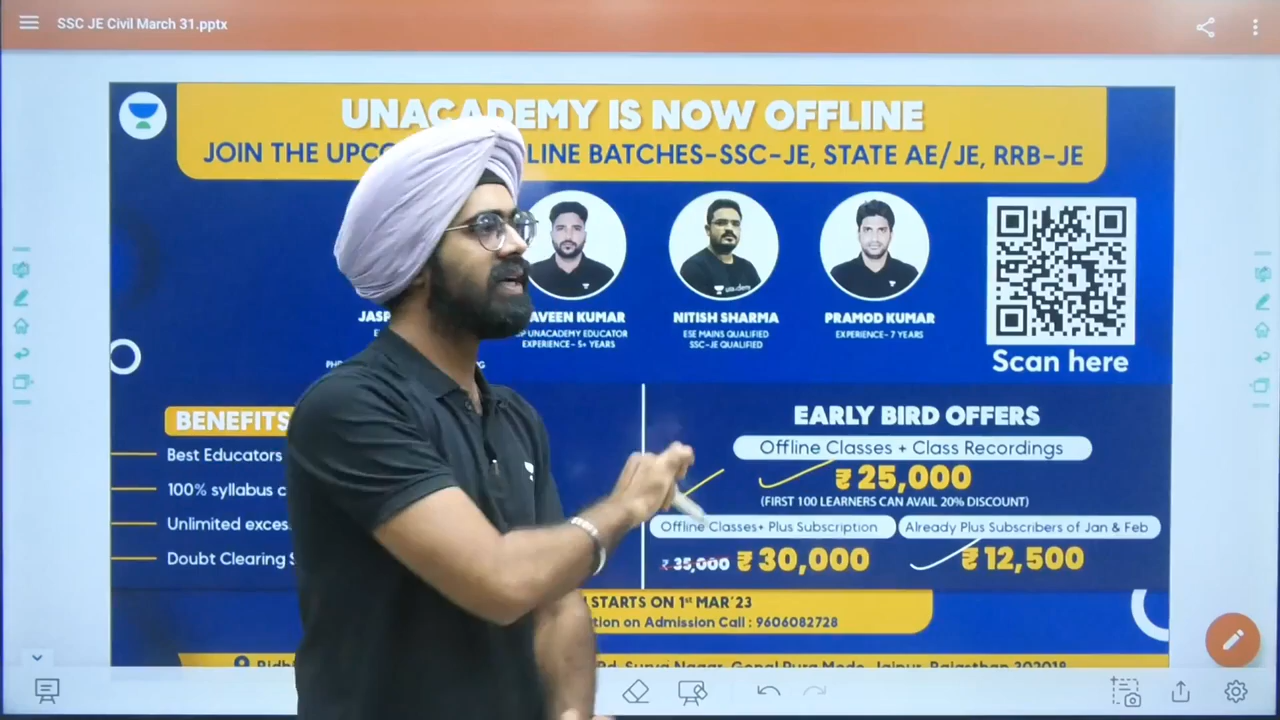 SSC JE Civil March 31.pptx
UNACADEMY IS NOW OFFLINE
JOIN THE LINE BATCHES-SSC-JE, STATE AE/JE, RRB-JE
KUMAR
UNACADEMY EDUCATOR
EXPERIENCE- 5+ YEARS
NITISH SHARMA
ESE MAINS QUALIFIED
SSC-JE QUALIFIED
PRAMOD KUMAR
EXPERIENCE- 7 YEARS
Scan here
BENEFITS
Best Educators
100% syllabus
Unlimited
Doubt Clearing
EARLY BIRD OFFERS
Offline Classes + Class Recordings
₹ 25,000
(FIRST 100 LEARNERS CAN AVAIL 20% DISCOUNT)
Offline Classes+ Plus Subscription
₹ 35,000 ₹ 30,000
Already Plus Subscribers of Jan & Feb
₹ 12,500
STARTS ON 1st MAR'23
on Admission Call : 9606082728